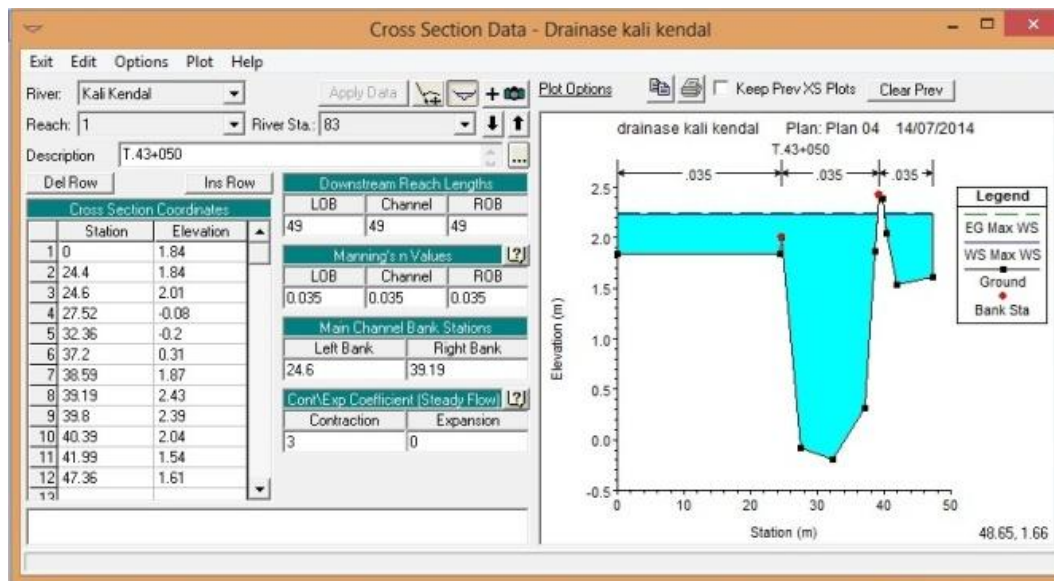 Cross Section Data - Drainase kali kendal
Exit Edit Options Plot Help
River: Kali Kendal Apply Data
Reach: 1 River Sta.: 83
Description T.43+050 ...
Del Row Ins Row
Cross Section Coordinates
Station Elevation
1 0 1.84
2 24.4 1.84
3 24.6 2.01
4 27.52 -0.08
5 32.36 -0.2
6 37.2 0.31
7 38.59 1.87
8 39.19 2.43
9 39.8 2.39
10 40.39 2.04
11 41.99 1.54
12 47.36 1.61
13
Downstream Reach Lengths
LOB Channel ROB
49 49 49
Manning's n Values
LOB Channel ROB
0.035 0.035 0.035
Main Channel Bank Stations
Left Bank Right Bank
24.6 39.19
Cont\Exp Coefficient (Steady Flow)
Contraction Expansion
3 0
Plot Options Keep Prev XS Plots Clear Prev
drainase kali kendal Plan: Plan 04 14/07/2014
T.43+050
.035 .035 .035
2.5
2.0
1.5
1.0
0.5
0.0
-0.5
Elevation (m)
0 10 20 30 40 50
Station (m)
Legend
EG Max WS
WS Max WS
Ground
Bank Sta
48.65, 1.66